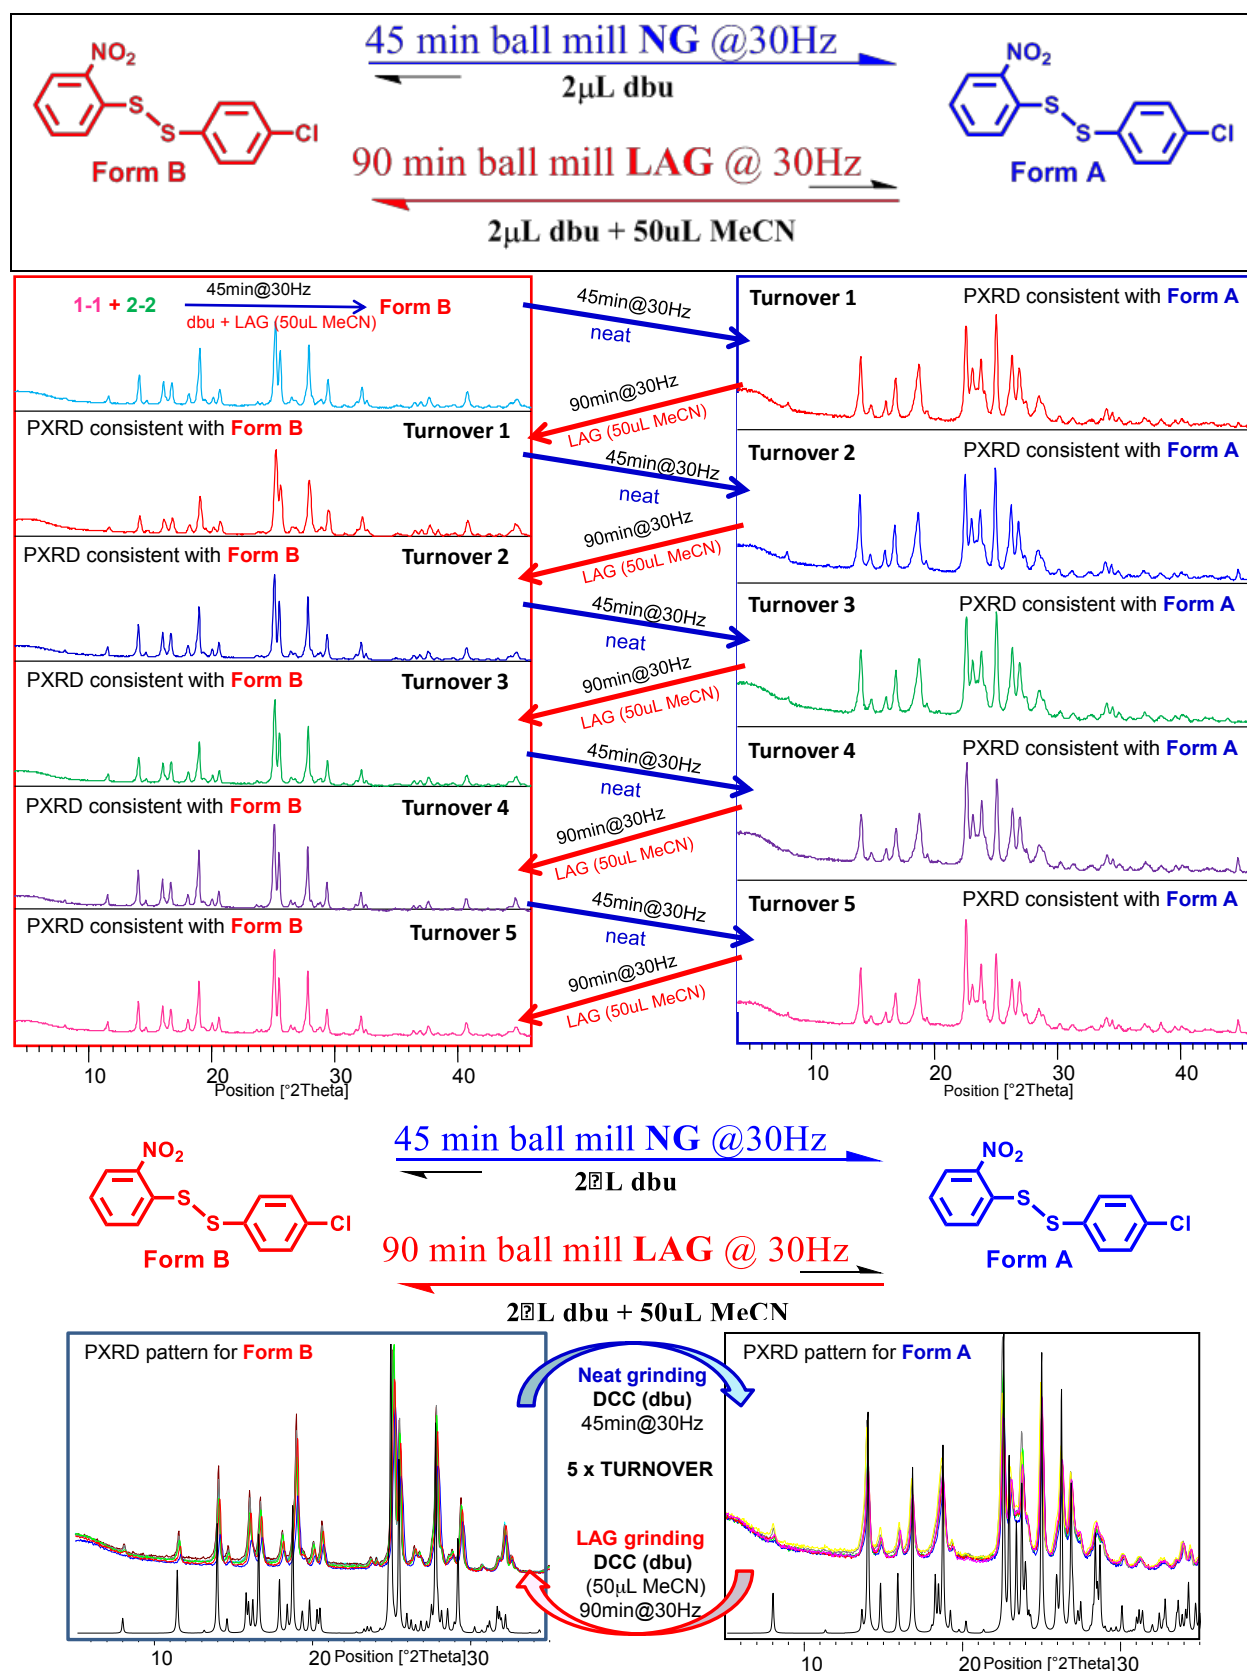 45 min ball mill NG @30Hz
2μL dbu
NO2
S
S
Cl
Form B
NO2
S
S
Cl
Form A
90 min ball mill LAG @ 30Hz
2μL dbu + 50uL MeCN
1-1 + 2-2
45min@30Hz
dbu + LAG (50uL MeCN)
Form B
45min@30Hz
neat
Turnover 1 PXRD consistent with Form A
90min@30Hz
LAG (50uL MeCN)
PXRD consistent with Form B Turnover 1
45min@30Hz
neat
Turnover 2 PXRD consistent with Form A
90min@30Hz
LAG (50uL MeCN)
PXRD consistent with Form B Turnover 2
45min@30Hz
neat
Turnover 3 PXRD consistent with Form A
90min@30Hz
LAG (50uL MeCN)
PXRD consistent with Form B Turnover 3
45min@30Hz
neat
Turnover 4 PXRD consistent with Form A
90min@30Hz
LAG (50uL MeCN)
PXRD consistent with Form B Turnover 4
45min@30Hz
neat
Turnover 5 PXRD consistent with Form A
90min@30Hz
LAG (50uL MeCN)
PXRD consistent with Form B Turnover 5
10 20 30 40
Position [°2Theta]
10 20 30 40
Position [°2Theta]
45 min ball mill NG @30Hz
2�L dbu
NO2
S
S
Cl
Form B
NO2
S
S
Cl
Form A
90 min ball mill LAG @ 30Hz
2�L dbu + 50uL MeCN
PXRD pattern for Form B
Neat grinding
DCC (dbu)
45min@30Hz
5 x TURNOVER
LAG grinding
DCC (dbu)
(50μL MeCN)
90min@30Hz
PXRD pattern for Form A
10 20 Position [°2Theta] 30
10 20 Position [°2Theta] 30